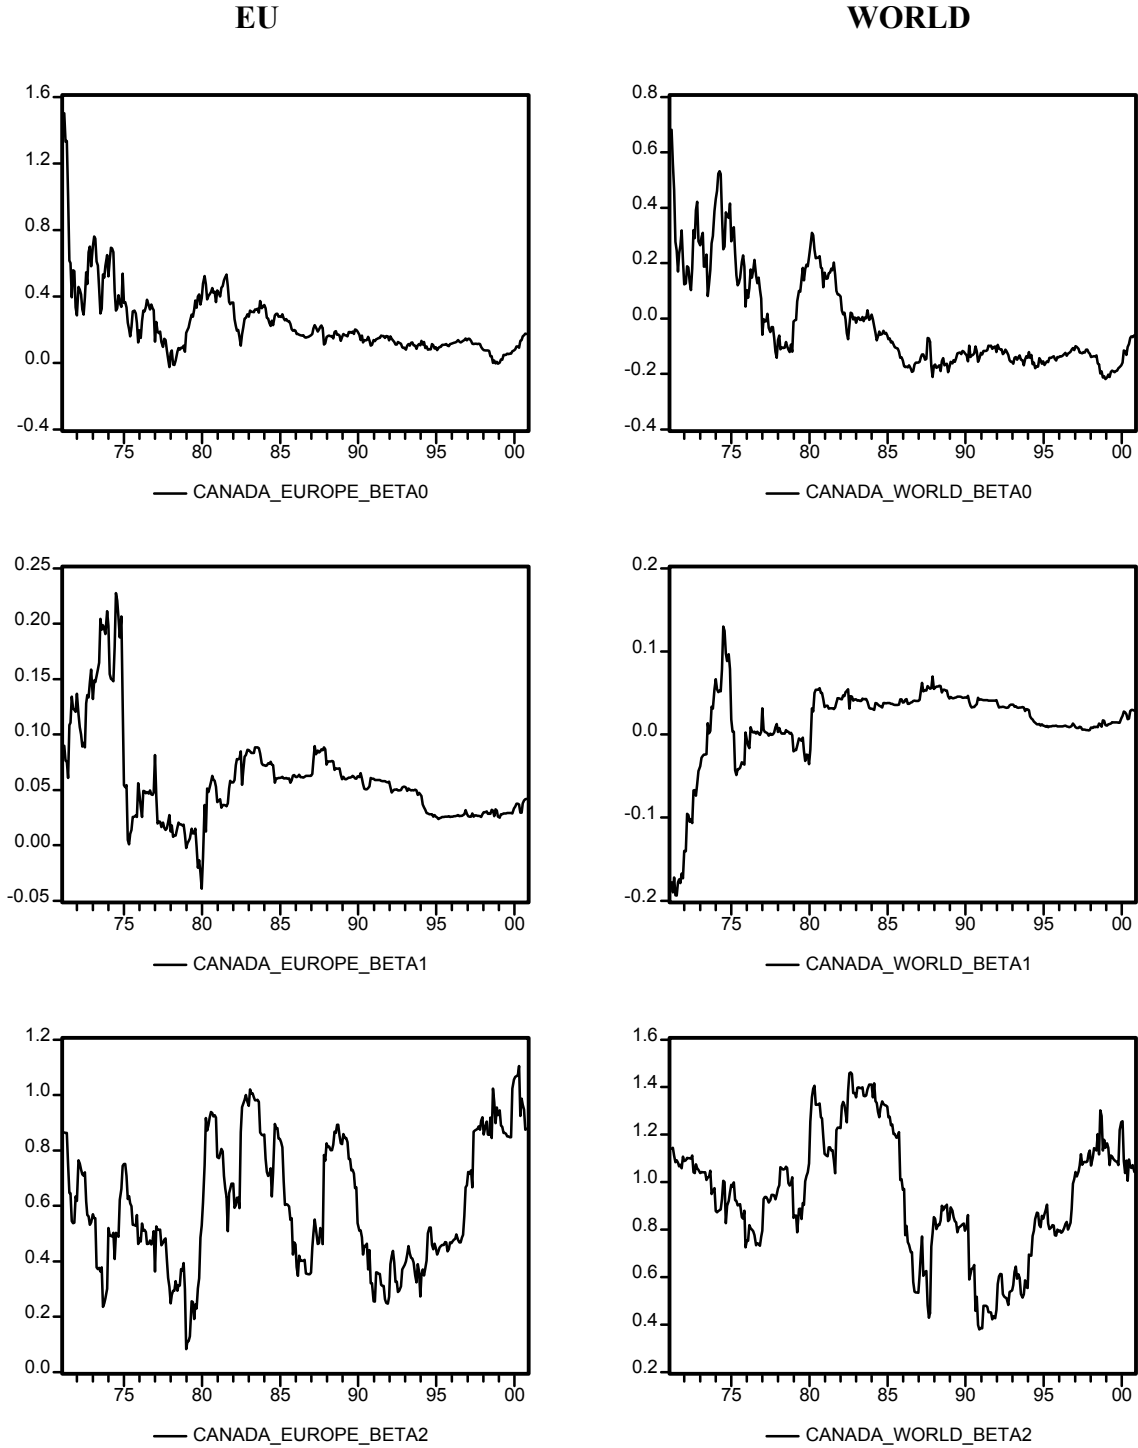 EU
WORLD
1.6
1.2
0.8
0.4
0.0
-0.4
75 80 85 90 95 00
CANADA_EUROPE_BETA0
0.8
0.6
0.4
0.2
0.0
-0.2
-0.4
75 80 85 90 95 00
CANADA_WORLD_BETA0
0.25
0.20
0.15
0.10
0.05
0.00
-0.05
75 80 85 90 95 00
CANADA_EUROPE_BETA1
0.2
0.1
0.0
-0.1
-0.2
75 80 85 90 95 00
CANADA_WORLD_BETA1
1.2
1.0
0.8
0.6
0.4
0.2
0.0
75 80 85 90 95 00
CANADA_EUROPE_BETA2
1.6
1.4
1.2
1.0
0.8
0.6
0.4
0.2
75 80 85 90 95 00
CANADA_WORLD_BETA2